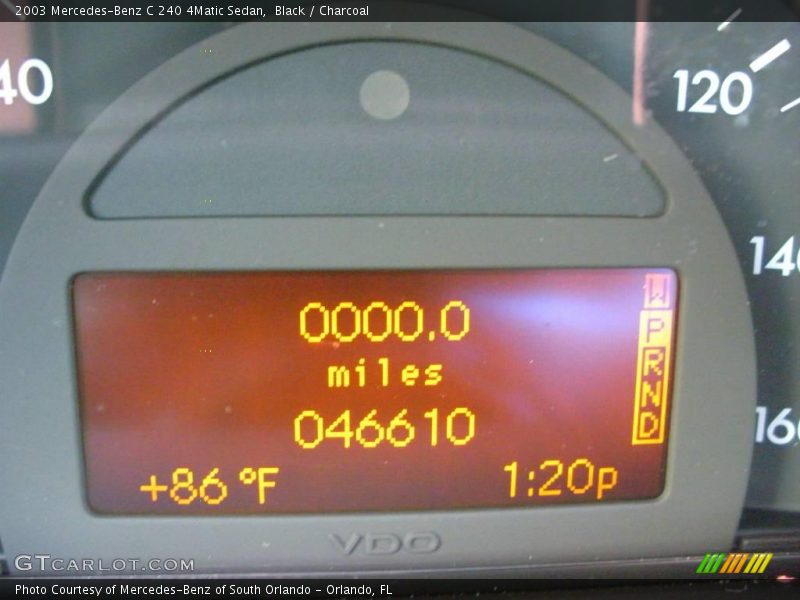 2003 Mercedes-Benz C 240 4Matic Sedan, Black / Charcoal
40
120
140
160
0000.0
miles
046610
+86 °F
1:20p
W
P
R
N
D
VDO
GTCARLOT.COM
Photo Courtesy of Mercedes-Benz of South Orlando - Orlando, FL